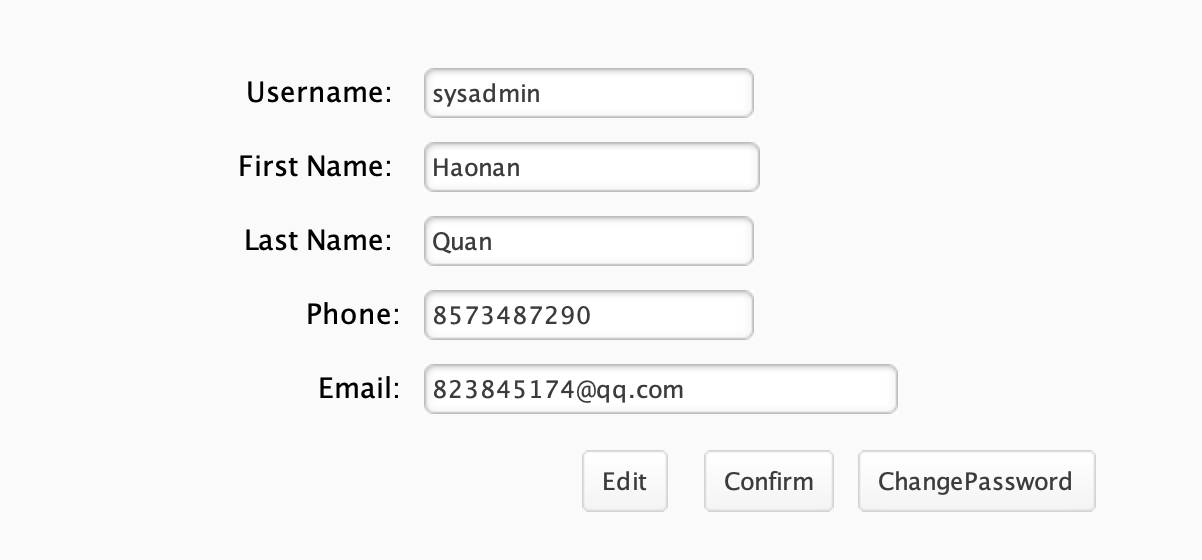 Username: sysadmin
First Name: Haonan
Last Name: Quan
Phone: 8573487290
Email: 823845174@qq.com
Edit Confirm ChangePassword